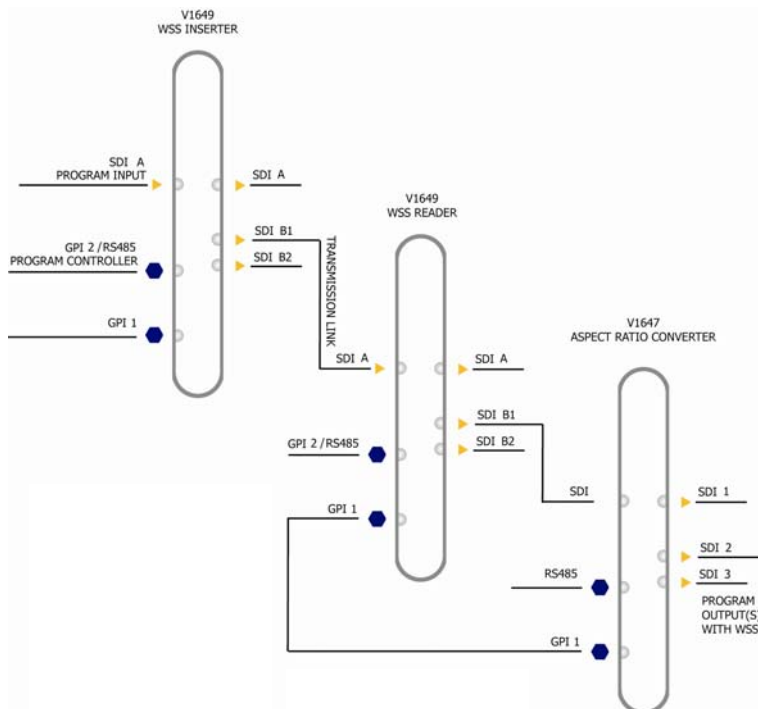 V1649
WSS INSERTER
SDI A
PROGRAM INPUT
SDI A
GPI 2 /RS485
PROGRAM CONTROLLER
SDI B1
SDI B2
GPI 1
TRANSMISSION LINK
V1649
WSS READER
SDI A
SDI A
SDI B1
SDI B2
GPI 2/RS485
GPI 1
V1647
ASPECT RATIO CONVERTER
SDI
SDI 1
SDI 2
SDI 3
RS485
PROGRAM
OUTPUT(S)
WITH WSS
GPI 1